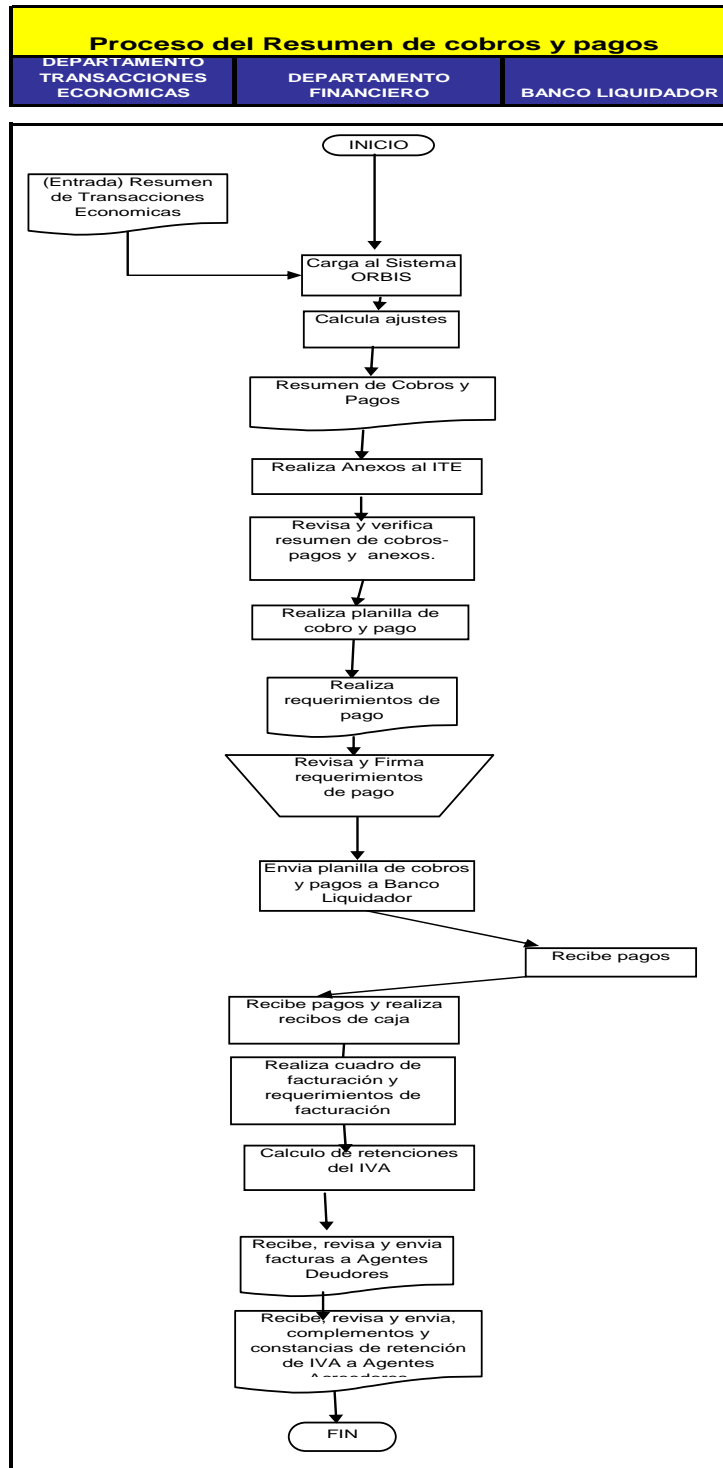 Proceso del Resumen de cobros y pagos
DEPARTAMENTO
TRANSACCIONES
ECONOMICAS
DEPARTAMENTO
FINANCIERO
BANCO LIQUIDADOR
INICIO
(Entrada) Resumen
de Transacciones
Economicas
Carga al Sistema
ORBIS
Calcula ajustes
Resumen de Cobros y
Pagos
Realiza Anexos al ITE
Revisa y verifica
resumen de cobros-
pagos y anexos.
Realiza planilla de
cobro y pago
Realiza
requerimientos de
pago
Revisa y Firma
requerimientos
de pago
Envia planilla de cobros
y pagos a Banco
Liquidador
Recibe pagos
Recibe pagos y realiza
recibos de caja
Realiza cuadro de
facturación y
requerimientos de
facturación
Calculo de retenciones
del IVA
Recibe, revisa y envia
facturas a Agentes
Deudores
Recibe, revisa y envia,
complementos y
constancias de retención
de IVA a Agentes
Acreedores
FIN